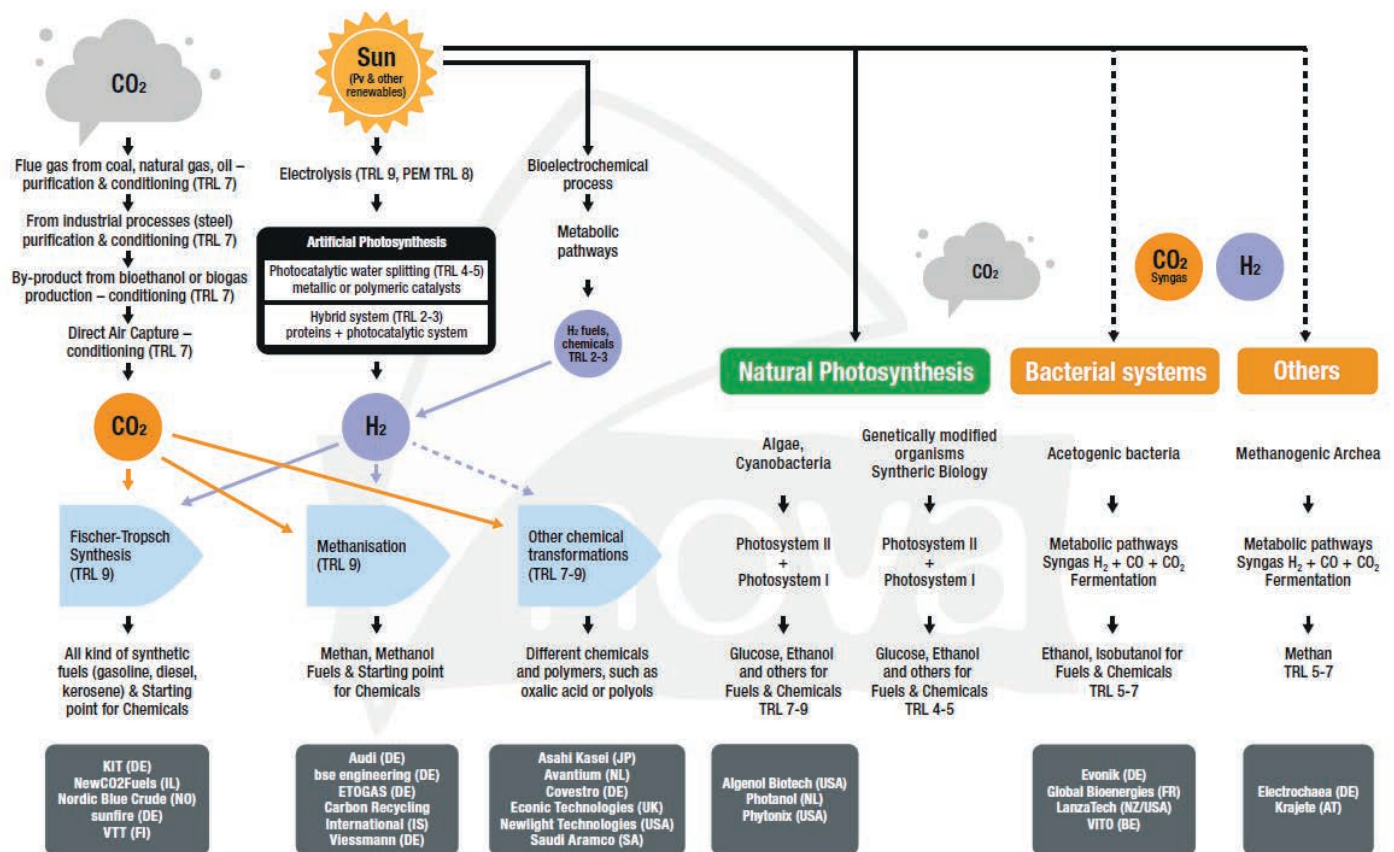 CO₂
Sun
(Pv & other
renewables)
Flue gas from coal, natural gas, oil –
purification & conditioning (TRL 7)
From industrial processes (steel)
purification & conditioning (TRL 7)
By-product from bioethanol or biogas
production – conditioning (TRL 7)
Direct Air Capture –
conditioning (TRL 7)
CO₂
Electrolysis (TRL 9, PEM TRL 8)
Artificial Photosynthesis
Photocatalytic water splitting (TRL 4-5)
metallic or polymeric catalysts
Hybrid system (TRL 2-3)
proteins + photocatalytic system
H₂
Bioelectrochemical
process
Metabolic
pathways
H₂ fuels,
chemicals
TRL 2-3
CO₂
CO₂
Syngas
H₂
Natural Photosynthesis
Bacterial systems
Others
Fischer-Tropsch
Synthesis
(TRL 9)
All kind of synthetic
fuels (gasoline, diesel,
kerosene) & Starting
point for Chemicals
KIT (DE)
NewCO2Fuels (IL)
Nordic Blue Crude (NO)
sunfire (DE)
VTT (FI)
Methanisation
(TRL 9)
Methan, Methanol
Fuels & Starting point
for Chemicals
Audi (DE)
bse engineering (DE)
ETOGAS (DE)
Carbon Recycling
International (IS)
Viessmann (DE)
Other chemical
transformations
(TRL 7-9)
Different chemicals
and polymers, such as
oxalic acid or polyols
Asahi Kasei (JP)
Avantium (NL)
Covestro (DE)
Econic Technologies (UK)
Newlight Technologies (USA)
Saudi Aramco (SA)
Algae,
Cyanobacteria
Photosystem II
+
Photosystem I
Glucose, Ethanol
and others for
Fuels & Chemicals
TRL 7-9
Genetically modified
organisms
Syntheric Biology
Photosystem II
+
Photosystem I
Glucose, Ethanol
and others for
Fuels & Chemicals
TRL 4-5
Algenol Biotech (USA)
Photanol (NL)
Phytonix (USA)
Acetogenic bacteria
Metabolic pathways
Syngas H₂ + CO + CO₂
Fermentation
Ethanol, Isobutanol for
Fuels & Chemicals
TRL 5-7
Evonik (DE)
Global Bioenergies (FR)
LanzaTech (NZ/USA)
VITO (BE)
Methanogenic Archea
Metabolic pathways
Syngas H₂ + CO + CO₂
Fermentation
Methan
TRL 5-7
Electrochaea (DE)
Krajete (AT)
nova